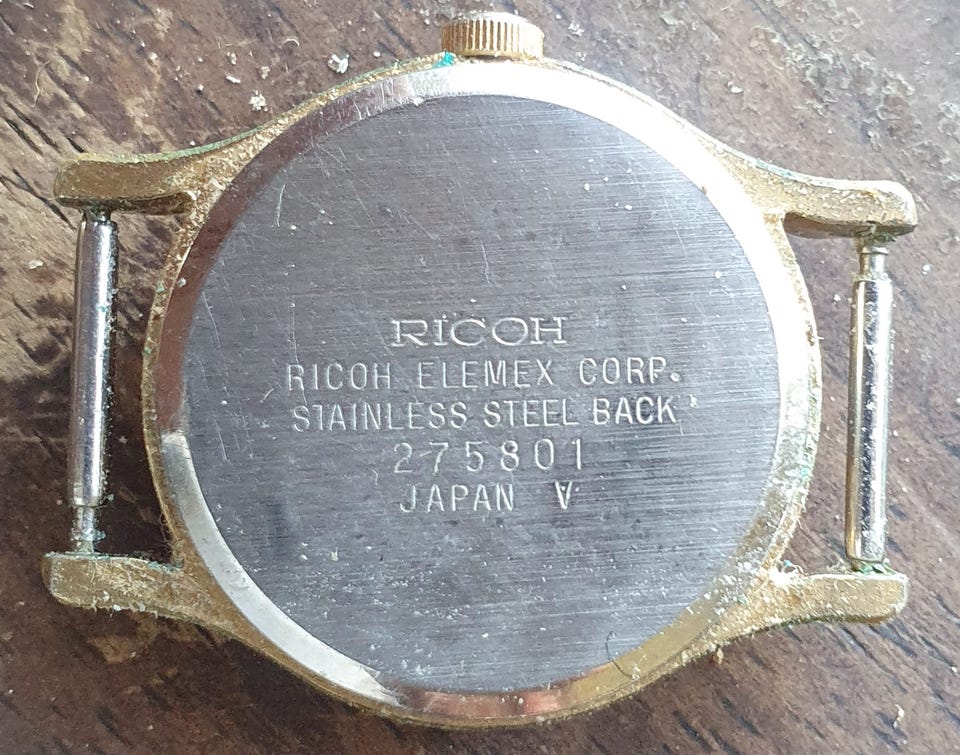 RICOH
RICOH ELEMEX CORP.
STAINLESS STEEL BACK
275801
JAPAN ∀